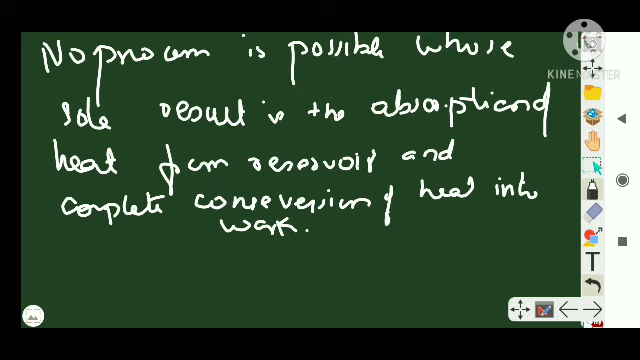 No process is possible whose
sole result is the absorption of
heat from reservoir and
complete conversion of heat into
work.
KINEMASTER
T